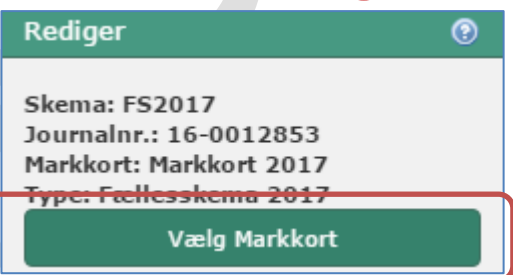 Rediger
Skema: FS2017
Journalnr.: 16-0012853
Markkort: Markkort 2017
Type: Fællesskema 2017
Vælg Markkort